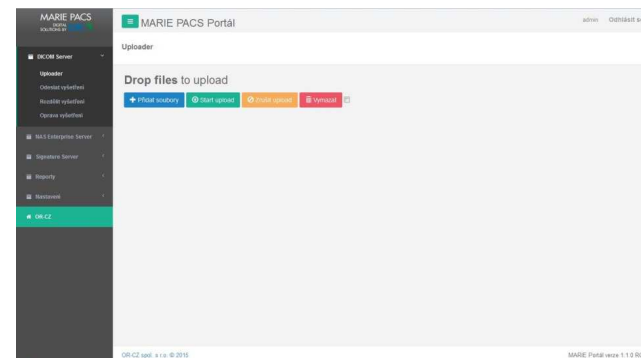 MARIE PACS
DIGITAL
SOLUTIONS BY
MARIE PACS Portál
admin Odhlásit s
Uploader
DICOM Server
Uploader
Odeslat vyšetření
Rozdělit vyšetření
Oprava vyšetření
NAS Enterprise Server
Signature Server
Reporty
Nastavení
OR-CZ
Drop files to upload
Přidat soubory
Start upload
Zrušit upload
Vymazat
OR-CZ spol. s r.o. © 2015
MARIE Portál verze 1.1.0 RC